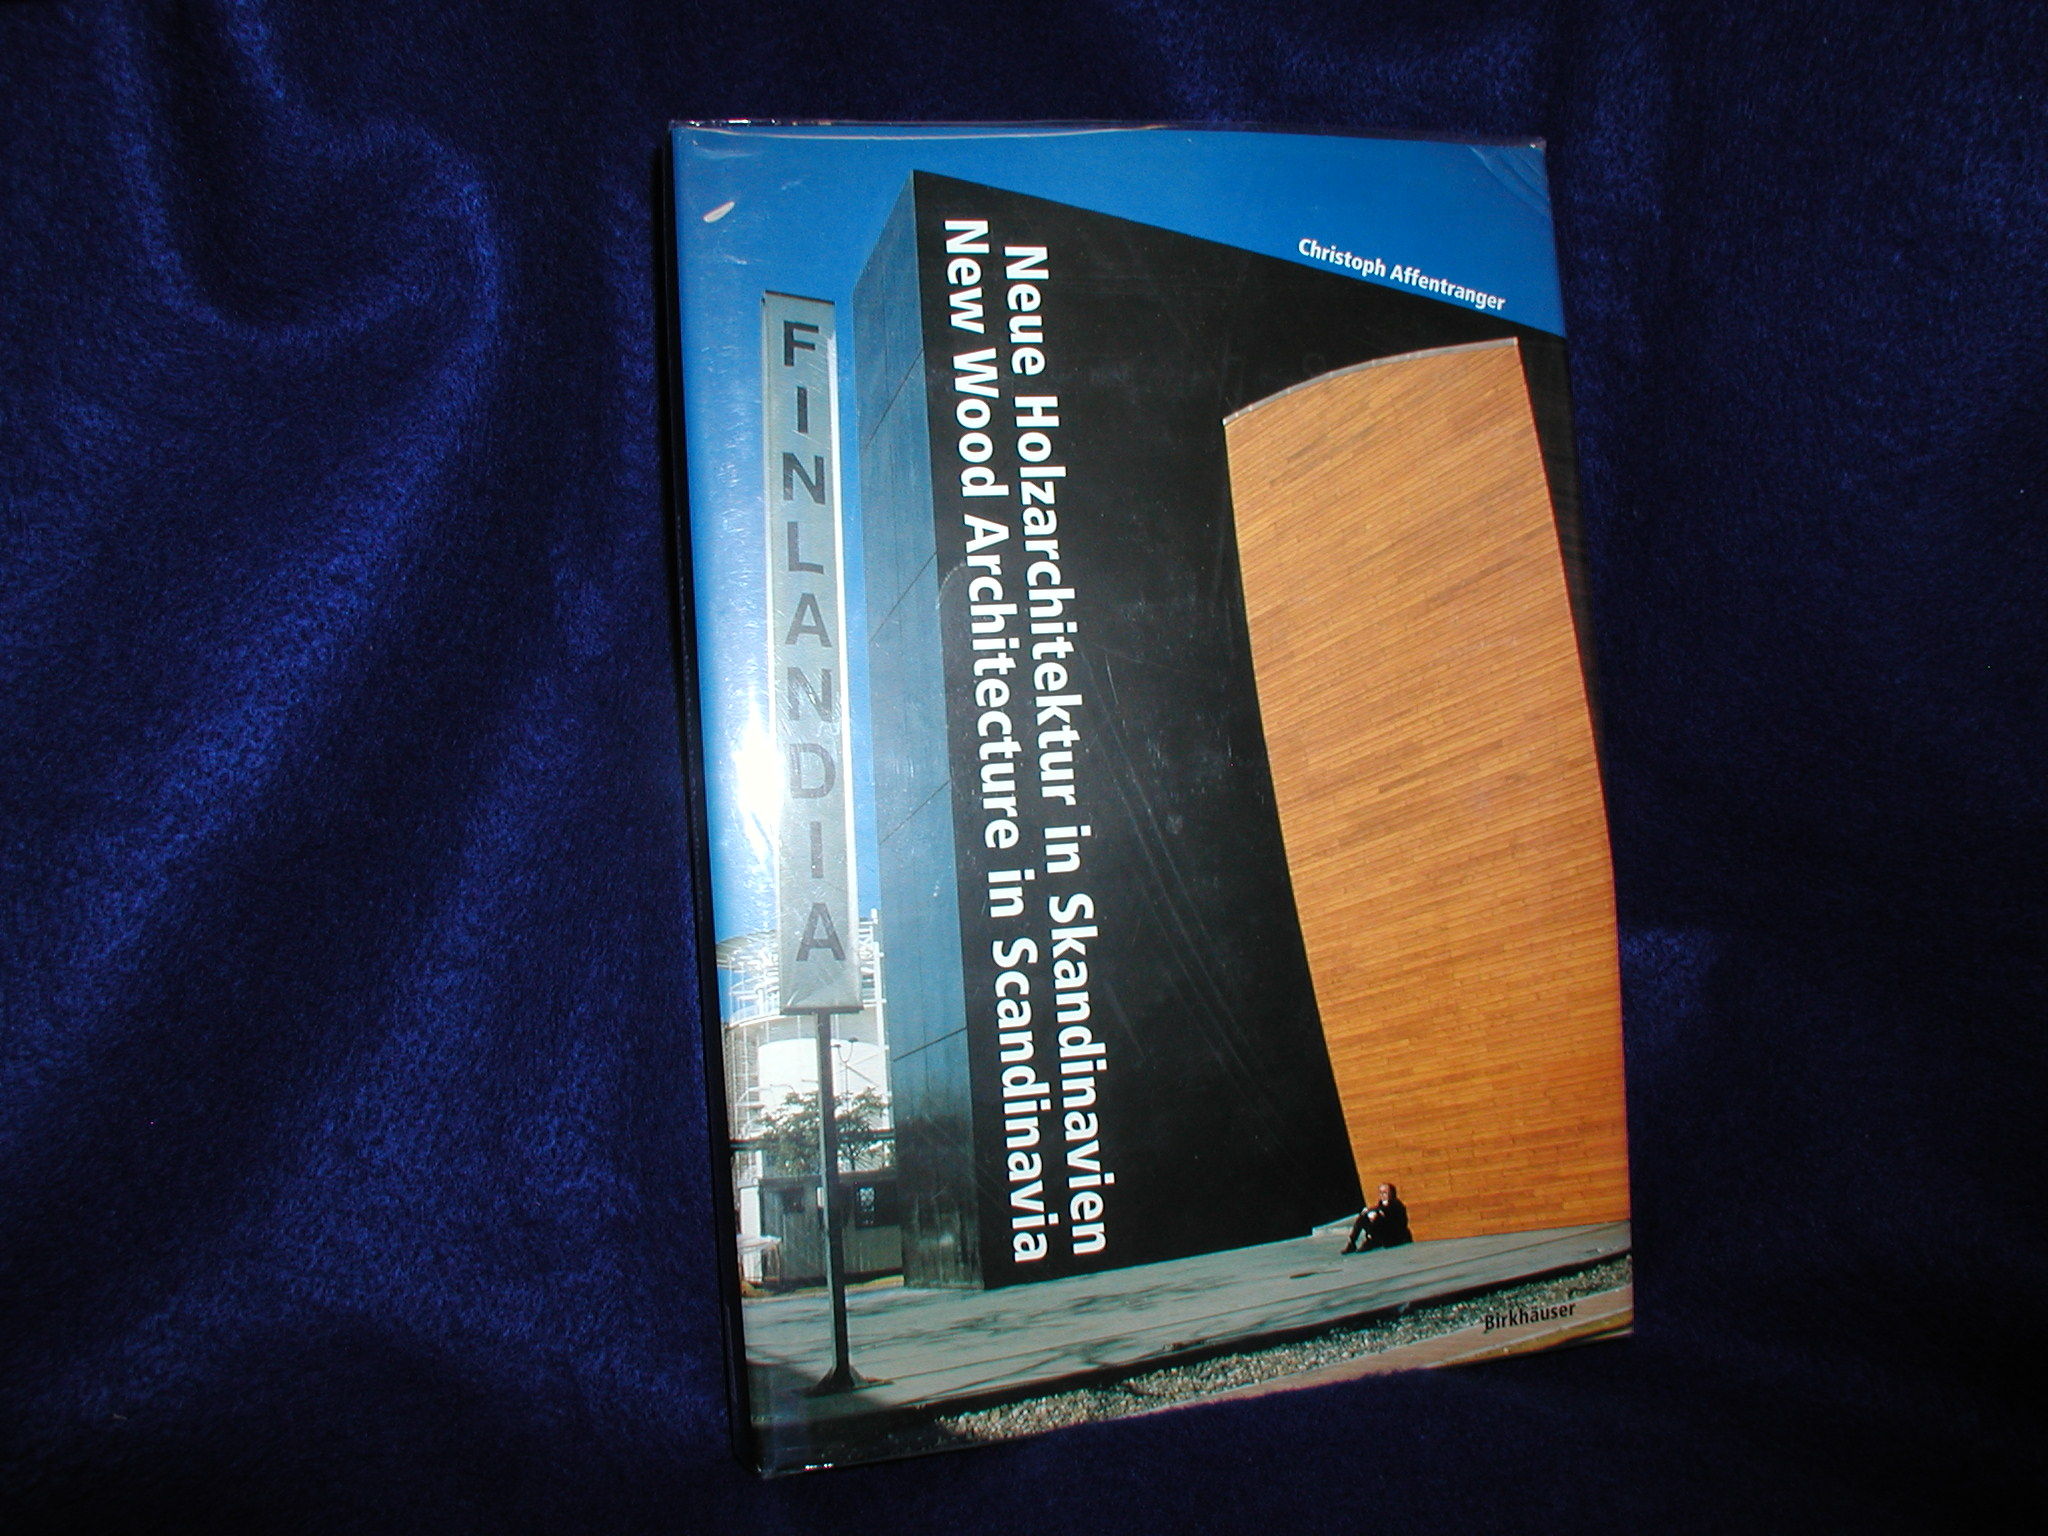 Christoph Affentranger
Neue Holzarchitektur in Skandinavien
New Wood Architecture in Scandinavia
FINLANDIA
Birkhäuser